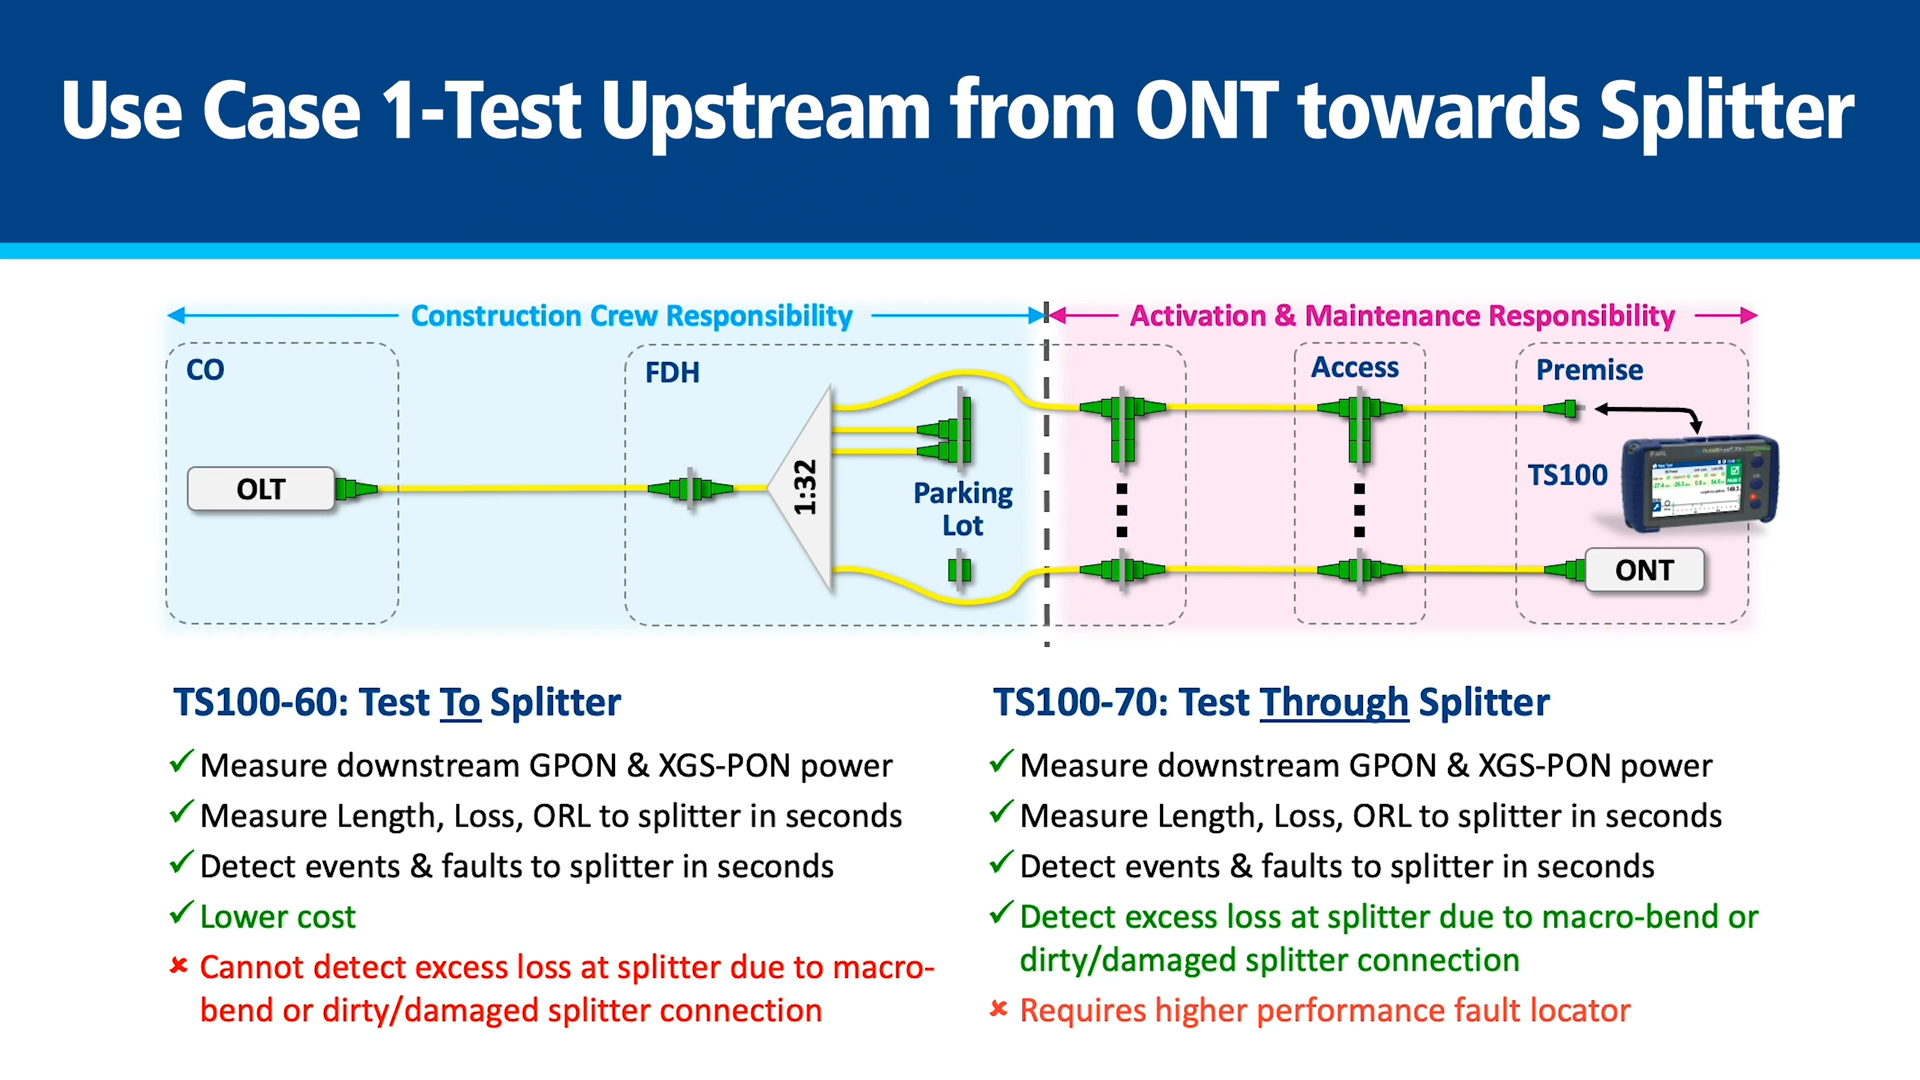 Use Case 1-Test Upstream from ONT towards Splitter
Construction Crew Responsibility
Activation & Maintenance Responsibility
CO
FDH
Access
Premise
OLT
1:32
Parking
Lot
TS100
ONT
TS100-60: Test To Splitter
✓ Measure downstream GPON & XGS-PON power
✓ Measure Length, Loss, ORL to splitter in seconds
✓ Detect events & faults to splitter in seconds
✓ Lower cost
✘ Cannot detect excess loss at splitter due to macro-
bend or dirty/damaged splitter connection
TS100-70: Test Through Splitter
✓ Measure downstream GPON & XGS-PON power
✓ Measure Length, Loss, ORL to splitter in seconds
✓ Detect events & faults to splitter in seconds
✓ Detect excess loss at splitter due to macro-bend or
dirty/damaged splitter connection
✘ Requires higher performance fault locator